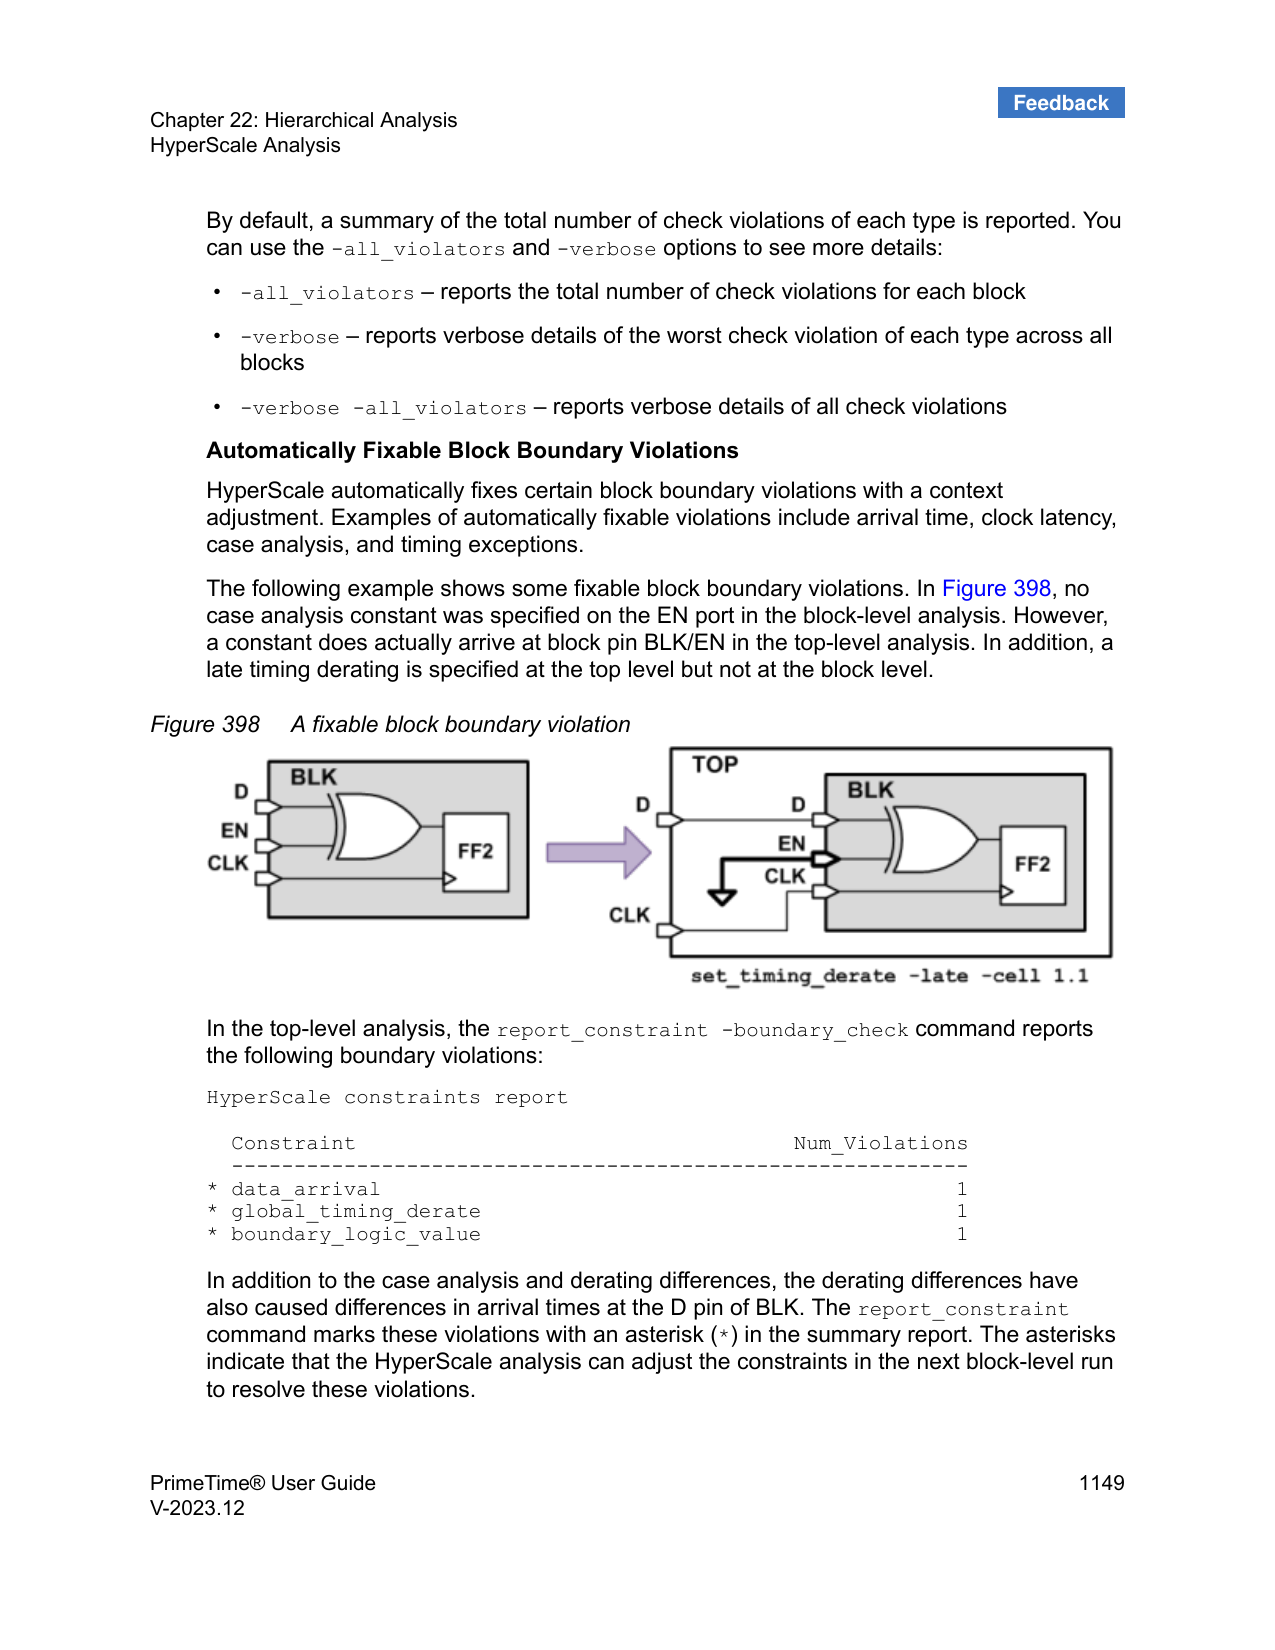 Feedback
Chapter 22: Hierarchical Analysis
HyperScale Analysis
By default, a summary of the total number of check violations of each type is reported. You
can use the -all_violators and -verbose options to see more details:
• -all_violators – reports the total number of check violations for each block
• -verbose – reports verbose details of the worst check violation of each type across all
blocks
• -verbose -all_violators – reports verbose details of all check violations
Automatically Fixable Block Boundary Violations
HyperScale automatically fixes certain block boundary violations with a context
adjustment. Examples of automatically fixable violations include arrival time, clock latency,
case analysis, and timing exceptions.
The following example shows some fixable block boundary violations. In Figure 398, no
case analysis constant was specified on the EN port in the block-level analysis. However,
a constant does actually arrive at block pin BLK/EN in the top-level analysis. In addition, a
late timing derating is specified at the top level but not at the block level.
Figure 398 A fixable block boundary violation
BLK
D
EN
CLK
FF2
TOP
D
CLK
BLK
D
EN
CLK
FF2
set_timing_derate -late -cell 1.1
In the top-level analysis, the report_constraint -boundary_check command reports
the following boundary violations:
HyperScale constraints report
Constraint Num_Violations
-----------------------------------------------------------
* data_arrival 1
* global_timing_derate 1
* boundary_logic_value 1
In addition to the case analysis and derating differences, the derating differences have
also caused differences in arrival times at the D pin of BLK. The report_constraint
command marks these violations with an asterisk (*) in the summary report. The asterisks
indicate that the HyperScale analysis can adjust the constraints in the next block-level run
to resolve these violations.
PrimeTime® User Guide 1149
V-2023.12